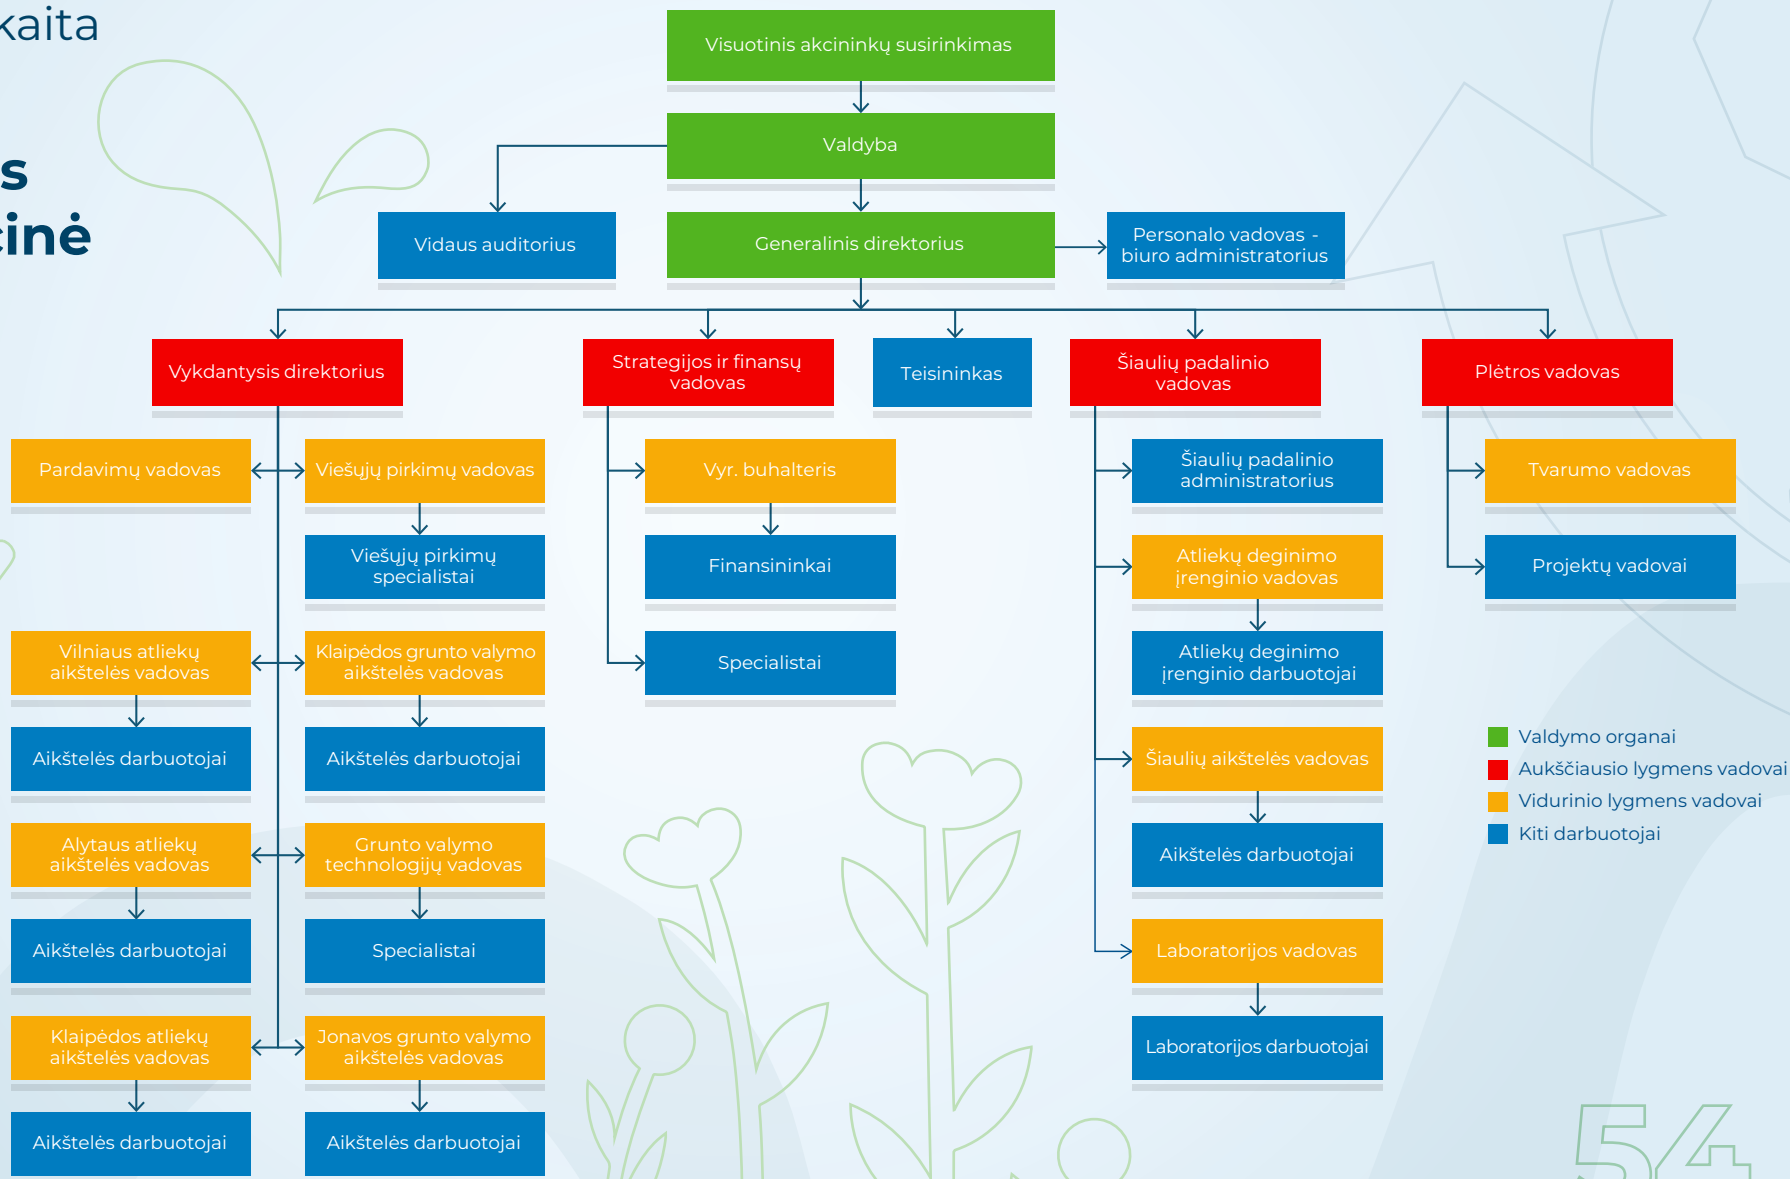 kaita
s
cinė
Visuotinis akcininkų susirinkimas
Valdyba
Vidaus auditorius
Generalinis direktorius
Personalo vadovas -
biuro administratorius
Vykdantysis direktorius
Strategijos ir finansų
vadovas
Teisininkas
Šiaulių padalinio
vadovas
Plėtros vadovas
Pardavimų vadovas
Viešųjų pirkimų vadovas
Viešųjų pirkimų
specialistai
Vilniaus atliekų
aikštelės vadovas
Klaipėdos grunto valymo
aikštelės vadovas
Aikštelės darbuotojai
Aikštelės darbuotojai
Alytaus atliekų
aikštelės vadovas
Grunto valymo
technologijų vadovas
Aikštelės darbuotojai
Specialistai
Klaipėdos atliekų
aikštelės vadovas
Jonavos grunto valymo
aikštelės vadovas
Aikštelės darbuotojai
Aikštelės darbuotojai
Vyr. buhalteris
Finansininkai
Specialistai
Šiaulių padalinio
administratorius
Atliekų deginimo
įrenginio vadovas
Atliekų deginimo
įrenginio darbuotojai
Šiaulių aikštelės vadovas
Aikštelės darbuotojai
Laboratorijos vadovas
Laboratorijos darbuotojai
Tvarumo vadovas
Projektų vadovai
Valdymo organai
Aukščiausio lygmens vadovai
Vidurinio lygmens vadovai
Kiti darbuotojai
54